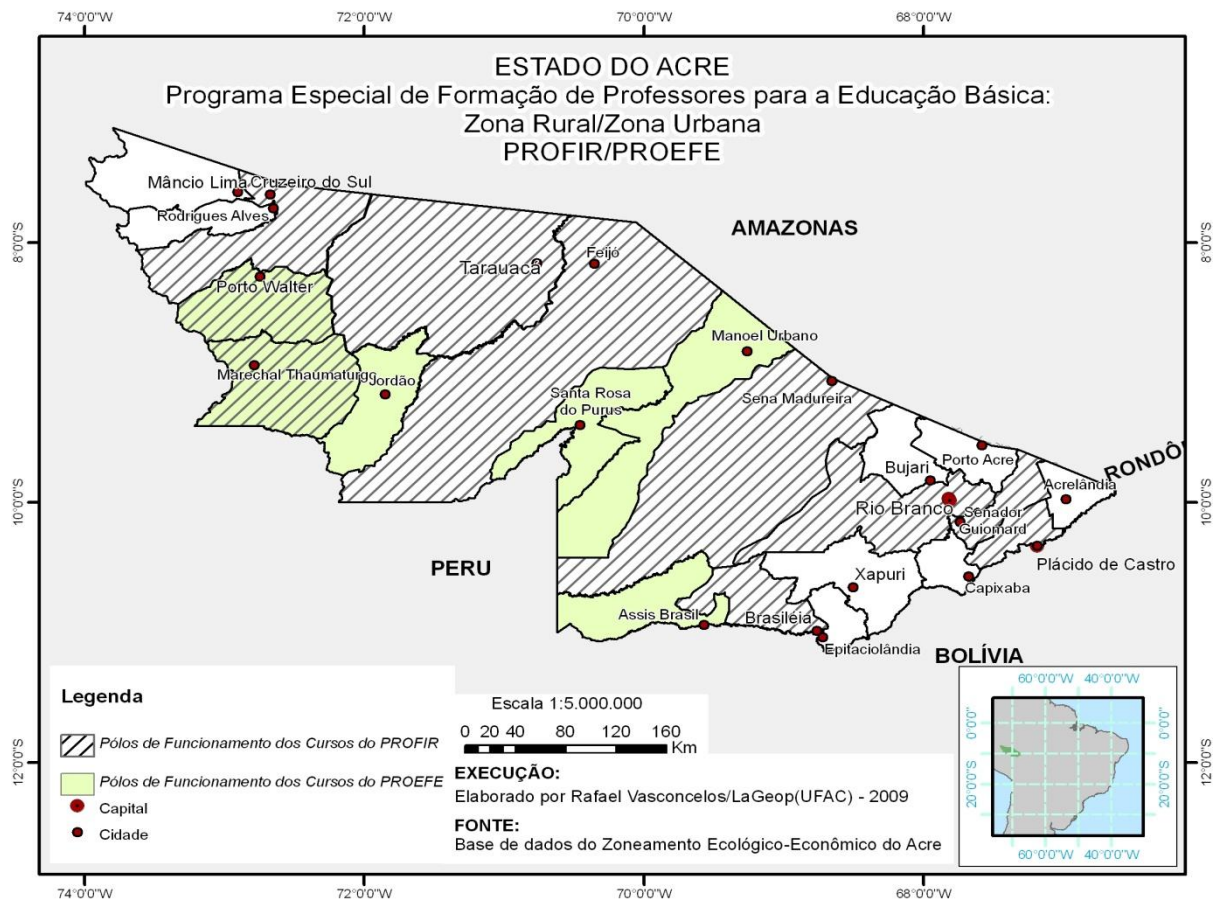 74°0'0"W 72°0'0"W 70°0'0"W 68°0'0"W
ESTADO DO ACRE
Programa Especial de Formação de Professores para a Educação Básica:
Zona Rural/Zona Urbana
PROFIR/PROEFE
Mâncio Lima
Cruzeiro do Sul
Rodrigues Alves
AMAZONAS
8°0'0"S
8°0'0"S
Tarauacá
Feijó
Porto Walter
Manoel Urbano
Marechal Thaumaturgo
Jordão
Santa Rosa
do Purus
Sena Madureira
Bujari
Porto Acre
RONDÔ
Acrelândia
10°0'0"S
10°0'0"S
Rio Branco
Senador
Guiomard
PERU
Plácido de Castro
Xapuri
Capixaba
Assis Brasil
Brasiléia
Epitaciolândia
BOLÍVIA
Legenda
Pólos de Funcionamento dos Cursos do PROFIR
Pólos de Funcionamento dos Cursos do PROEFE
Capital
Cidade
Escala 1:5.000.000
0 20 40 80 120 160
Km
EXECUÇÃO:
Elaborado por Rafael Vasconcelos/LaGeop(UFAC) - 2009
FONTE:
Base de dados do Zoneamento Ecológico-Econômico do Acre
60°0'0"W 40°0'0"W
0°0'0"
0°0'0"
20°0'0"S
20°0'0"S
60°0'0"W 40°0'0"W
12°0'0"S
12°0'0"S
74°0'0"W 72°0'0"W 70°0'0"W 68°0'0"W